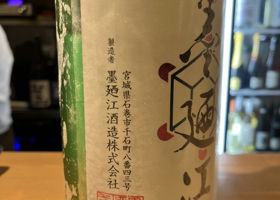 墨廼江
製造者
宮城県石巻市千石町八番四三号
墨廼江酒造株式会社